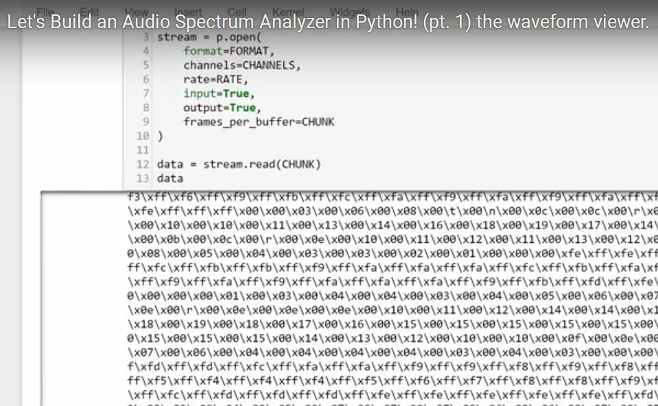 File Edit View Insert Cell Kernel Widgets Help
Let's Build an Audio Spectrum Analyzer in Python! (pt. 1) the waveform viewer.
3 stream = p.open(
4 format=FORMAT,
5 channels=CHANNELS,
6 rate=RATE,
7 input=True,
8 output=True,
9 frames_per_buffer=CHUNK
10 )
11
12 data = stream.read(CHUNK)
13 data
f3\xff\xf6\xff\xf9\xff\xfb\xff\xfc\xff\xfa\xff\xf9\xff\xfa\xff\xf9\xff\xfa\xff\xf
\xfe\xff\xff\xff\x00\x00\x03\x00\x06\x00\x08\x00\t\x00\n\x00\x0c\x00\x0c\x00\r\x0
\x00\x10\x00\x10\x00\x11\x00\x13\x00\x14\x00\x16\x00\x18\x00\x19\x00\x17\x00\x14\
\x00\x0b\x00\x0c\x00\r\x00\x0e\x00\x10\x00\x11\x00\x12\x00\x11\x00\x13\x00\x12\x0
0\x08\x00\x05\x00\x04\x00\x03\x00\x03\x00\x02\x00\x01\x00\x00\x00\xfe\xff\xfe\xff
ff\xfc\xff\xfb\xff\xfb\xff\xf9\xff\xfa\xff\xfa\xff\xfa\xff\xfc\xff\xfb\xff\xfa\xf
\xff\xf9\xff\xfa\xff\xf9\xff\xfa\xff\xfa\xff\xfa\xff\xf9\xff\xfb\xff\xfd\xff\xfe\
0\x00\x00\x00\x01\x00\x03\x00\x04\x00\x04\x00\x03\x00\x04\x00\x05\x00\x06\x00\x07
\x0e\x00\r\x00\x0e\x00\x0e\x00\x0e\x00\x10\x00\x11\x00\x12\x00\x14\x00\x14\x00\x1
\x18\x00\x19\x00\x18\x00\x17\x00\x16\x00\x15\x00\x15\x00\x15\x00\x15\x00\x15\x00\
0\x15\x00\x15\x00\x15\x00\x14\x00\x13\x00\x12\x00\x10\x00\x10\x00\x0f\x00\x0e\x00
\x07\x00\x06\x00\x04\x00\x04\x00\x04\x00\x04\x00\x03\x00\x04\x00\x03\x00\x00\x00\
f\xfd\xff\xfd\xff\xfc\xff\xfa\xff\xfa\xff\xf9\xff\xf9\xff\xf8\xff\xf9\xff\xf8\xff
ff\xf5\xff\xf4\xff\xf4\xff\xf4\xff\xf5\xff\xf6\xff\xf7\xff\xf8\xff\xf8\xff\xf9\xf
\xff\xfc\xff\xfd\xff\xfd\xff\xfd\xff\xfe\xff\xfe\xff\xfe\xff\xfe\xff\xfe\xff\xfd\